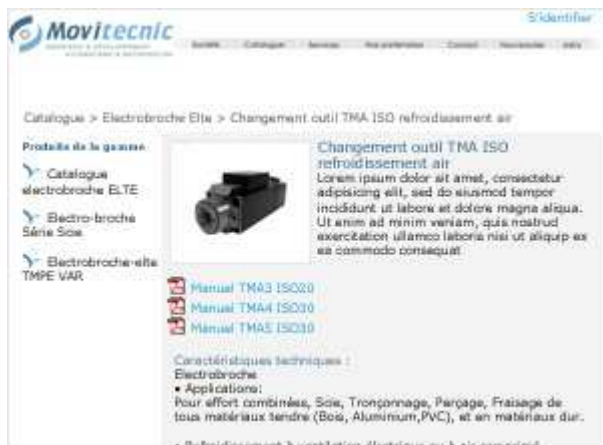 S'identifier
Movitecnic
Société Catalogue Services Contact
Catalogue > Electrobroche Elte > Changement outil TMA ISO refroidissement air
Produits de la gamme
Catalogue
electrobroche ELTE
Electro-broche
Série Scie
Electrobroche-elte
TMPE VAR
Changement outil TMA ISO
refroidissement air
Lorem ipsum dolor sit amet, consectetur
adipisicing elit, sed do eiusmod tempor
incididunt ut labore et dolore magna aliqua.
Ut enim ad minim veniam, quis nostrud
exercitation ullamco laboris nisi ut aliquip ex
ea commodo consequat
Manuel TMA3 ISO20
Manuel TMA4 ISO30
Manuel TMA5 ISO30
Caractéristiques techniques :
Electrobroche
• Applications:
Pour effort combinées, Scie, Tronçonnage, Perçage, Fraisage de
tous matériaux tendre (Bois, Aluminium,PVC), et en matériaux dur.